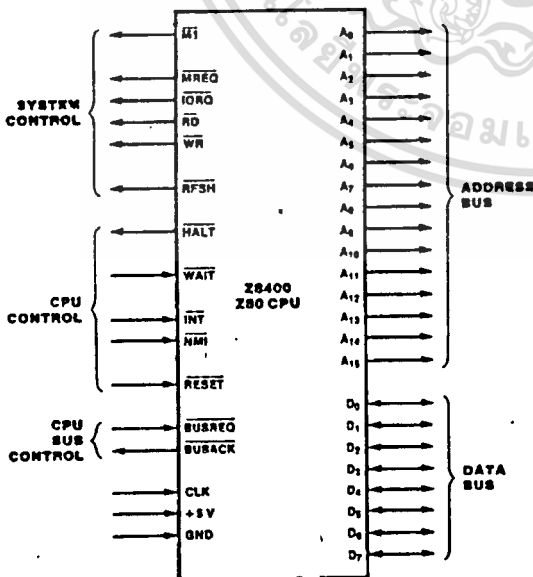 SYSTEM
CONTROL
M1
MREQ
IORQ
RD
WR
RFSH
CPU
CONTROL
HALT
WAIT
INT
NMI
RESET
CPU
BUS
CONTROL
BUSREQ
BUSACK
CLK
+5V
GND
Z8400
Z80 CPU
A0
A1
A2
A3
A4
A5
A6
A7
A8
A9
A10
A11
A12
A13
A14
A15
ADDRESS
BUS
D0
D1
D2
D3
D4
D5
D6
D7
DATA
BUS